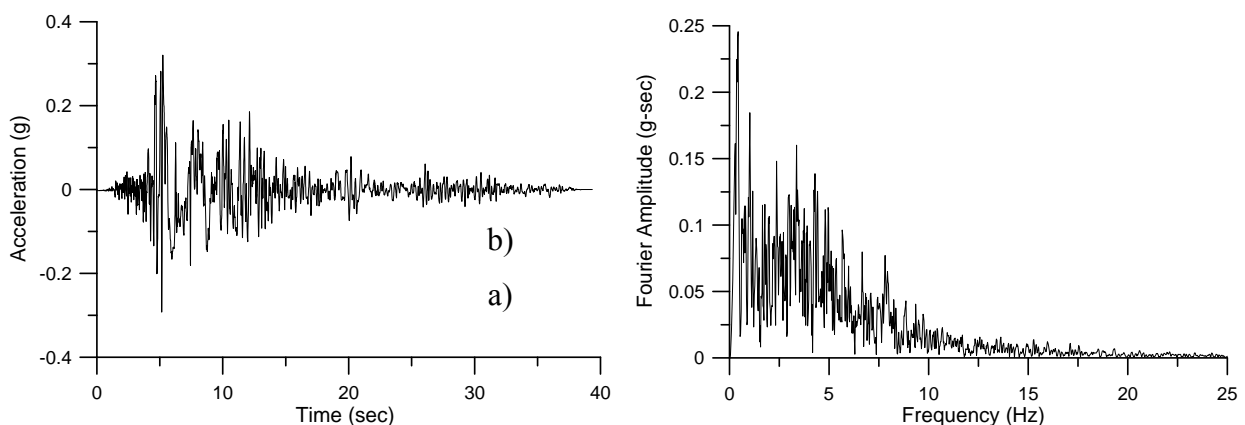 0.4
0.2
0
-0.2
-0.4
Acceleration (g)
b)
a)
0 10 20 30 40
Time (sec)
0.25
0.2
0.15
0.1
0.05
0
Fourier Amplitude (g-sec)
0 5 10 15 20 25
Frequency (Hz)